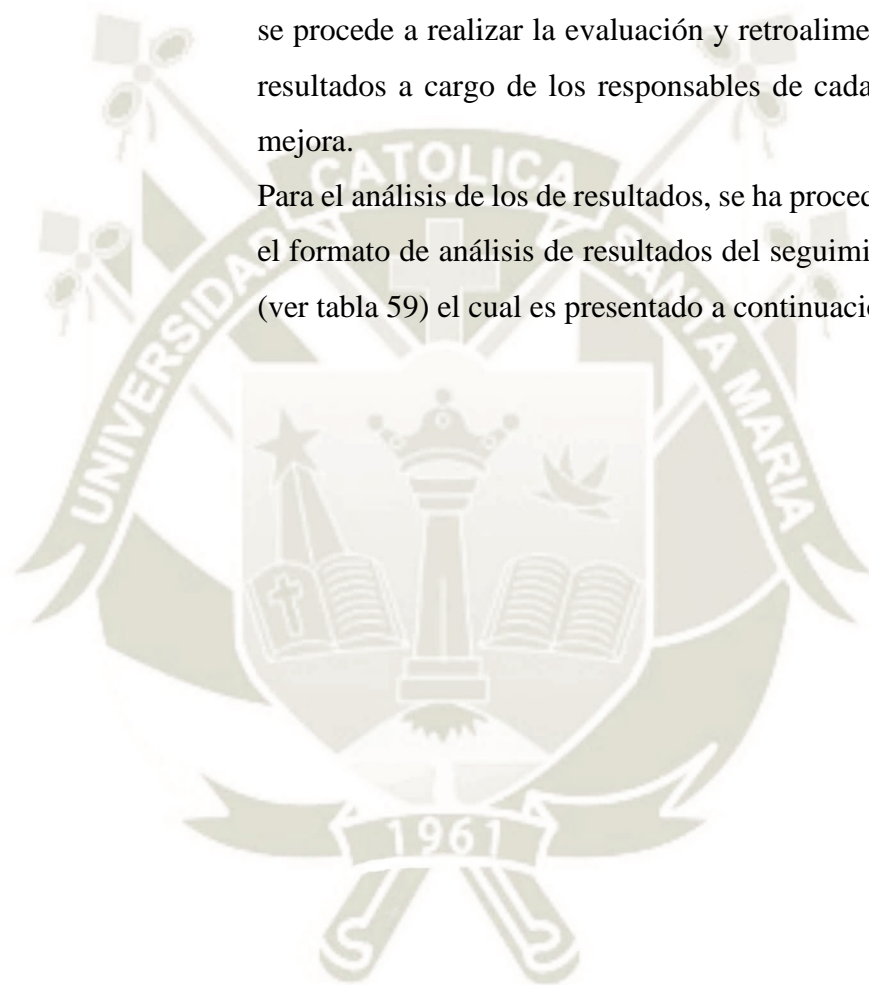 se procede a realizar la evaluación y retroalime
resultados a cargo de los responsables de cada
mejora.
Para el análisis de los de resultados, se ha proced
el formato de análisis de resultados del seguimi
(ver tabla 59) el cual es presentado a continuaci
UNIVERSIDAD CATOLICA SANTA MARIA
1961